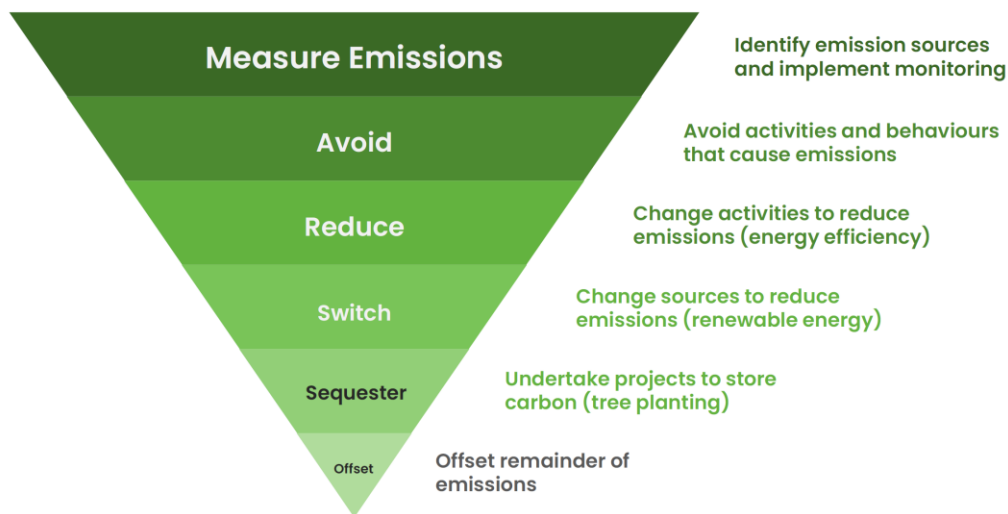 Measure Emissions
Identify emission sources
and implement monitoring
Avoid
Avoid activities and behaviours
that cause emissions
Reduce
Change activities to reduce
emissions (energy efficiency)
Switch
Change sources to reduce
emissions (renewable energy)
Sequester
Undertake projects to store
carbon (tree planting)
Offset
Offset remainder of
emissions